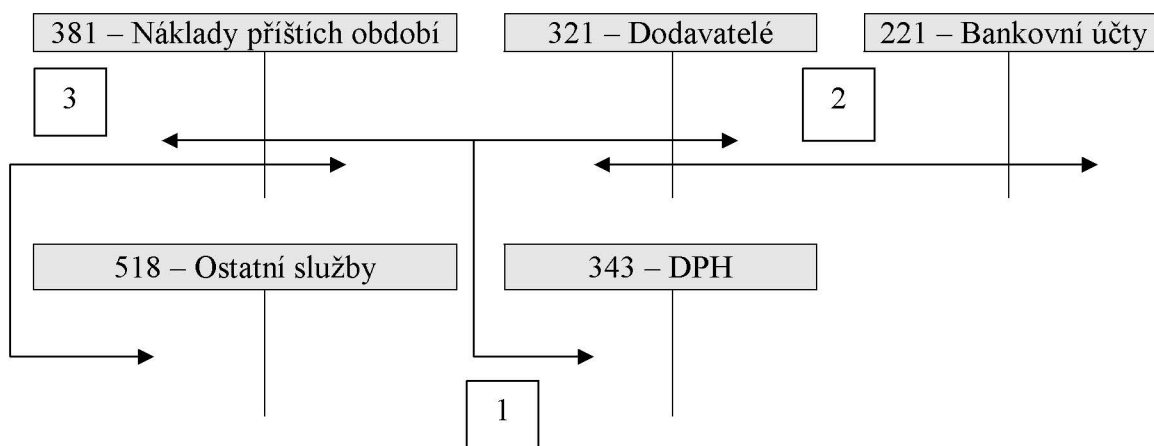 381 – Náklady příštích období
321 – Dodavatelé
221 – Bankovní účty
3
2
518 – Ostatní služby
343 – DPH
1